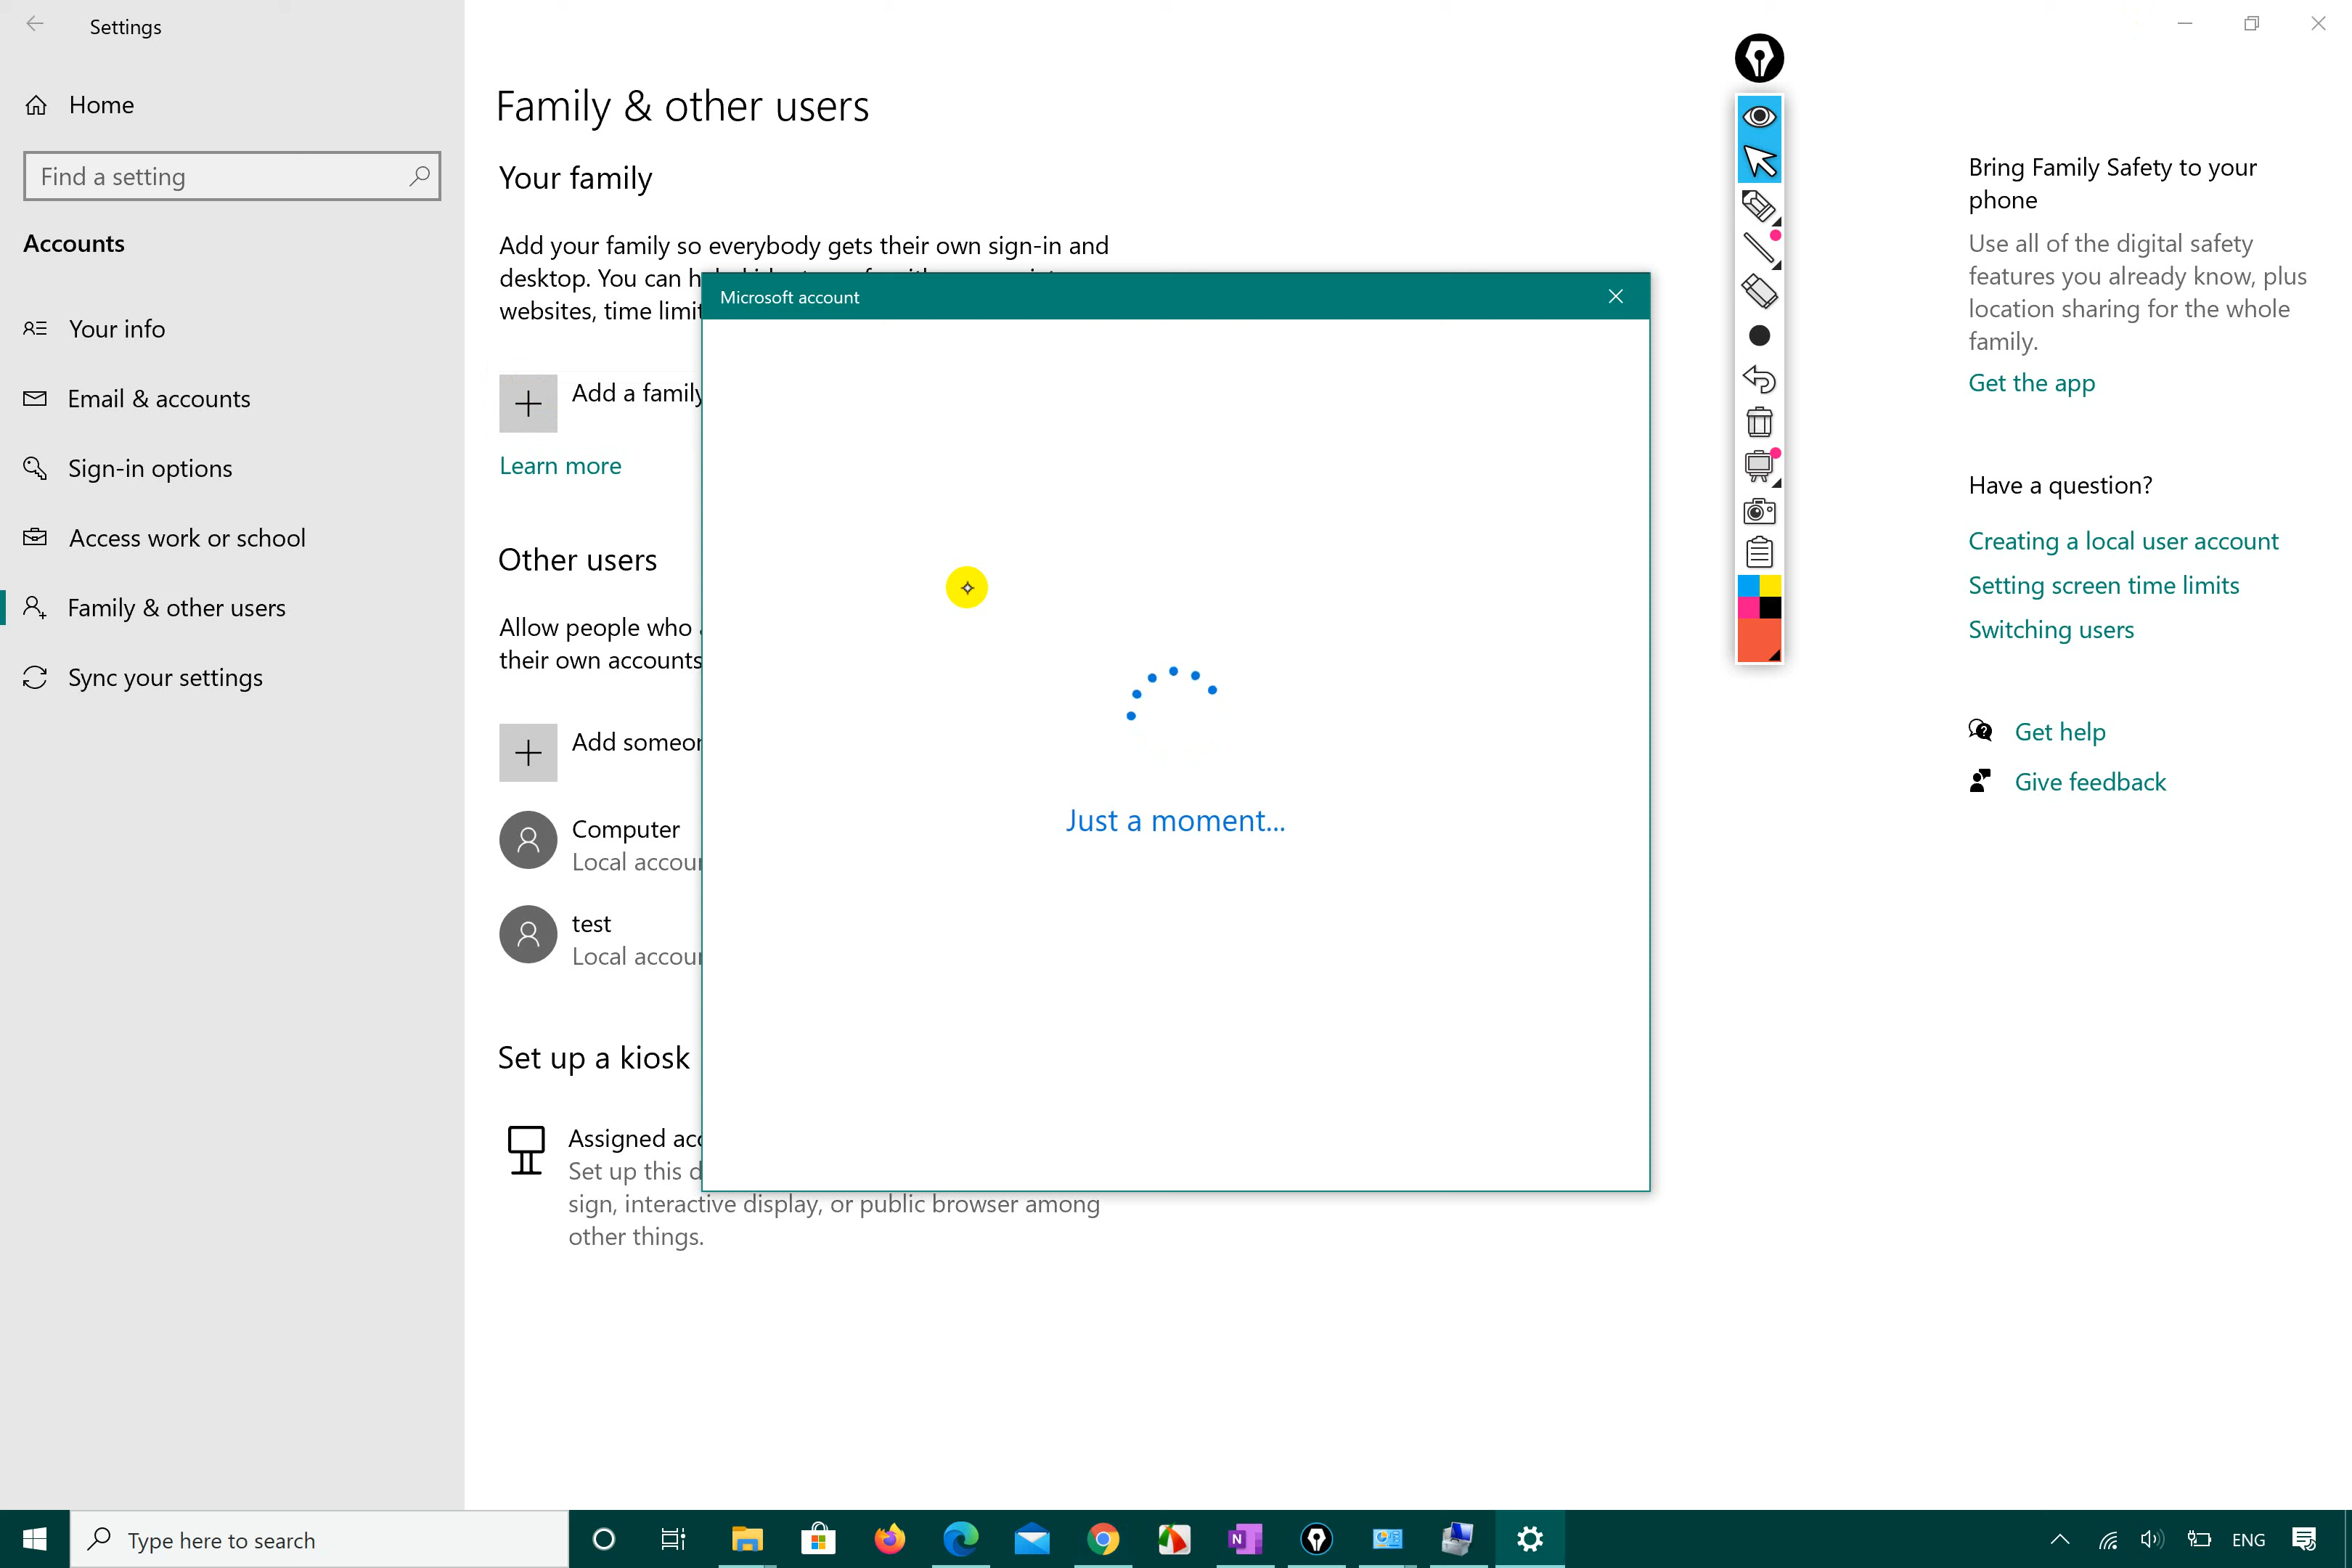 Settings
Home
Find a setting
Accounts
Your info
Email & accounts
Sign-in options
Access work or school
Family & other users
Sync your settings
Family & other users
Your family
Add your family so everybody gets their own sign-in and
desktop. You can
websites, time
Add a family
Learn more
Other users
Allow people who
their own accounts
Add
Computer
Local
test
Local
Set up a kiosk
Assigned
Set up this
sign, interactive display, or public browser among
other things.
Microsoft account
Just a moment...
Bring Family Safety to your
phone
Use all of the digital safety
features you already know, plus
location sharing for the whole
family.
Get the app
Have a question?
Creating a local user account
Setting screen time limits
Switching users
Get help
Give feedback
Type here to search
N
ENG